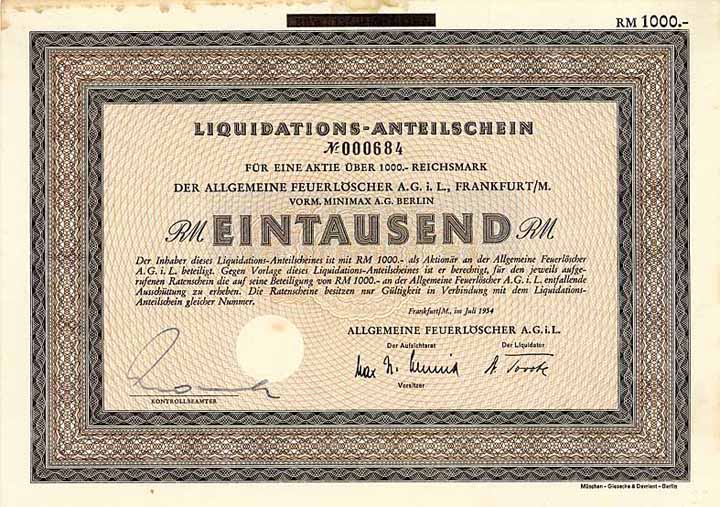 RM 1000.-
LIQUIDATIONS-ANTEILSCHEIN
№ 000684
FÜR EINE AKTIE ÜBER 1000.- REICHSMARK
DER ALLGEMEINE FEUERLÖSCHER A.G. i. L., FRANKFURT/M.
VORM. MINIMAX A.G. BERLIN
RM EINTAUSEND RM
Der Inhaber dieses Liquidations-Anteilscheines ist mit RM 1000.- als Aktionär an der Allgemeine Feuerlöscher
A. G. i. L. beteiligt. Gegen Vorlage dieses Liquidations-Anteilscheines ist er berechtigt, für den jeweils aufge-
rufenen Ratenschein die auf seine Beteiligung von RM 1000.- an der Allgemeine Feuerlöscher A. G. i. L. entfallende
Ausschüttung zu erheben. Die Ratenscheine besitzen nur Gültigkeit in Verbindung mit dem Liquidations-
Anteilschein gleicher Nummer.
Frankfurt/M., im Juli 1954
ALLGEMEINE FEUERLÖSCHER A.G.i.L.
Der Aufsichtsrat Der Liquidator
Max
Vorsitzer
KONTROLLBEAMTER
München - Giesecke & Devrient - Berlin